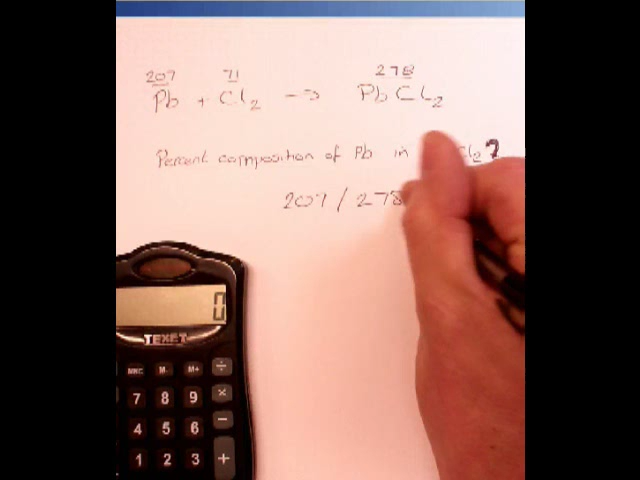 207 71 278
Pb + Cl2 → PbCl2
Percent composition of Pb in Cl2?
207 / 278
0
TEXET
MRC M- M+ ÷
7 8 9 ×
4 5 6 −
1 2 3 +